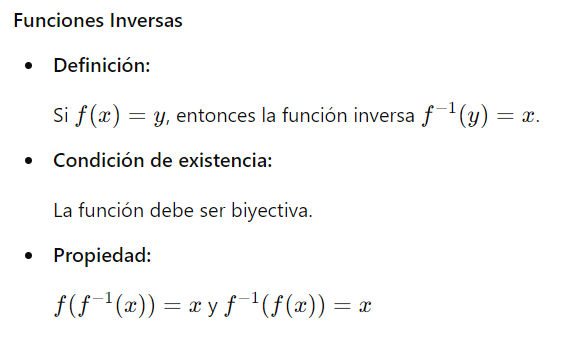 Funciones Inversas
• Definición:
Si f(x) = y, entonces la función inversa f⁻¹(y) = x.
• Condición de existencia:
La función debe ser biyectiva.
• Propiedad:
f(f⁻¹(x)) = x y f⁻¹(f(x)) = x